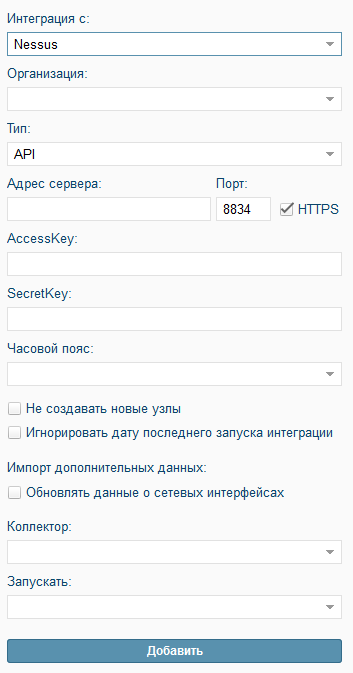 Интеграция с:
Nessus
Организация:
Тип:
API
Адрес сервера: Порт:
8834 HTTPS
AccessKey:
SecretKey:
Часовой пояс:
Не создавать новые узлы
Игнорировать дату последнего запуска интеграции
Импорт дополнительных данных:
Обновлять данные о сетевых интерфейсах
Коллектор:
Запускать:
Добавить